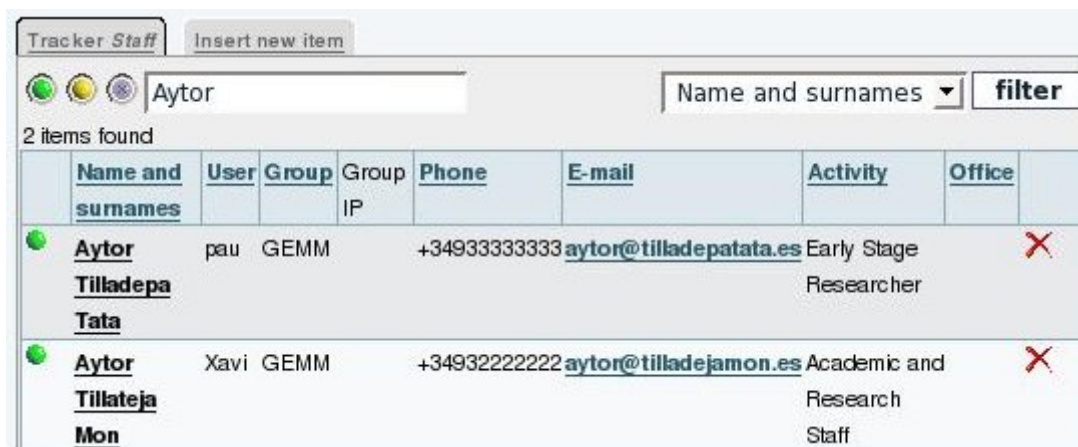 Tracker Staff Insert new item
Aytor Name and surnames filter
2 items found
Name and User Group Group Phone E-mail Activity Office
surnames IP
Aytor pau GEMM +34933333333 aytor@tilladepatata.es Early Stage
Tilladepa Researcher
Tata
Aytor Xavi GEMM +34932222222 aytor@tilladejamon.es Academic and
Tillateja Research
Mon Staff